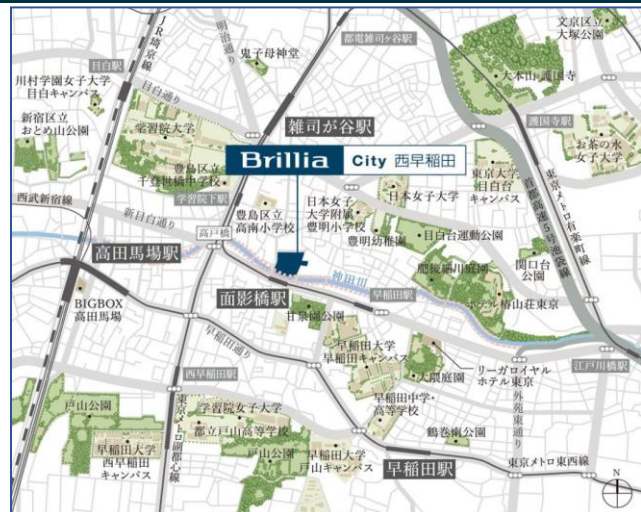 文京区立
大塚公園
都電雑司ヶ谷駅
明治通り
JR埼京線
鬼子母神堂
目白駅
川村学園女子大学
目白キャンパス
目白通り
大本山 護国寺
護国寺駅
新宿区立
おとめ山公園
学習院大学
雑司が谷駅
お茶の水
女子大学
Brillia City 西早稲田
豊島区立
千登世橋中学校
学習院下駅
東京大学
目白台
キャンパス
日本女子大学
首都高速5号池袋線
東京メトロ有楽町線
西武新宿線
新目白通り
豊島区立
高南小学校
日本女子
大学附属
豊明小学校
豊明幼稚園
目白台運動公園
高田馬場駅
高戸橋
神田川
肥後細川庭園
関口台
公園
面影橋駅
早稲田駅
ホテル椿山荘東京
BIGBOX
高田馬場
甘泉園公園
早稲田通り
早稲田大学
早稲田キャンパス
リーガロイヤル
ホテル東京
江戸川橋駅
西早稲田駅
大隈庭園
外苑東通り
戸山公園
東京メトロ副都心線
学習院女子大学
早稲田中学・
高等学校
都立戸山高等学校
鶴巻南公園
早稲田大学
西早稲田
キャンパス
戸山公園
早稲田大学
戸山キャンパス
早稲田駅
東京メトロ東西線
N